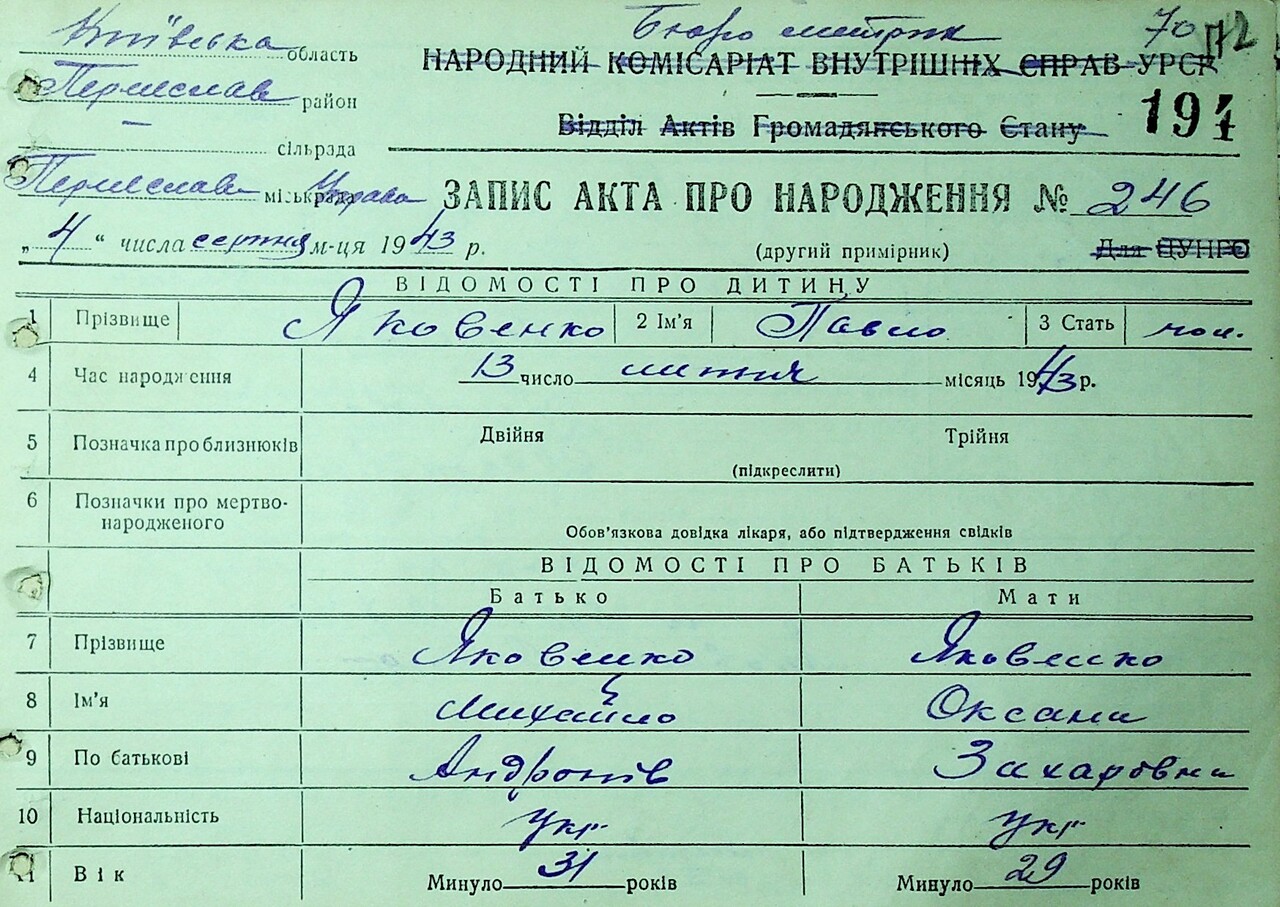 Київська область
Переяслав район
— сільрада
Переяслав міськрада Управа
„ 4 “ числа серпня м-ця 1943 р.
Бюро метрик 70
НАРОДНИЙ КОМІСАРІАТ ВНУТРІШНІХ СПРАВ УРСР
Відділ Актів Громадянського Стану
194
ЗАПИС АКТА ПРО НАРОДЖЕННЯ № 246
(другий примірник) Для ЦУНГО
ВІДОМОСТІ ПРО ДИТИНУ
1 Прізвище Яковенко 2 Ім'я Павло 3 Стать чол.
4 Час народження 13 число липня місяць 1943 р.
5 Позначка про близнюків Двійня Трійня
(підкреслити)
6 Позначки про мертво-
народженого
Обов'язкова довідка лікаря, або підтвердження свідків
ВІДОМОСТІ ПРО БАТЬКІВ
Батько Мати
7 Прізвище Яковенко Яковенко
8 Ім'я Михайло Оксана
9 По батькові Андронів Захаровна
10 Національність укр укр
11 Вік Минуло 31 років Минуло 29 років